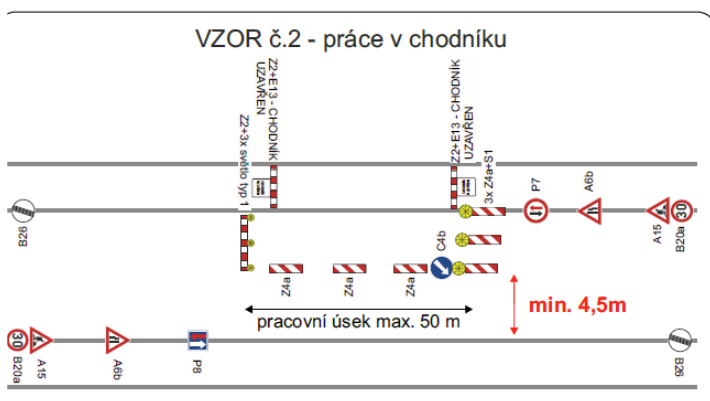 VZOR č.2 - práce v chodníku
Z2+3x světlo typ 1
Z2+E13 - CHODNÍK
UZAVŘEN
Z2+E13 - CHODNÍK
UZAVŘEN
3x Z4a+S1
P7
A6b
A15
B20a
30
B26
C4b
Z4a
Z4a
Z4a
min. 4,5m
pracovní úsek max. 50 m
30
B20a
A15
A6b
P8
B26